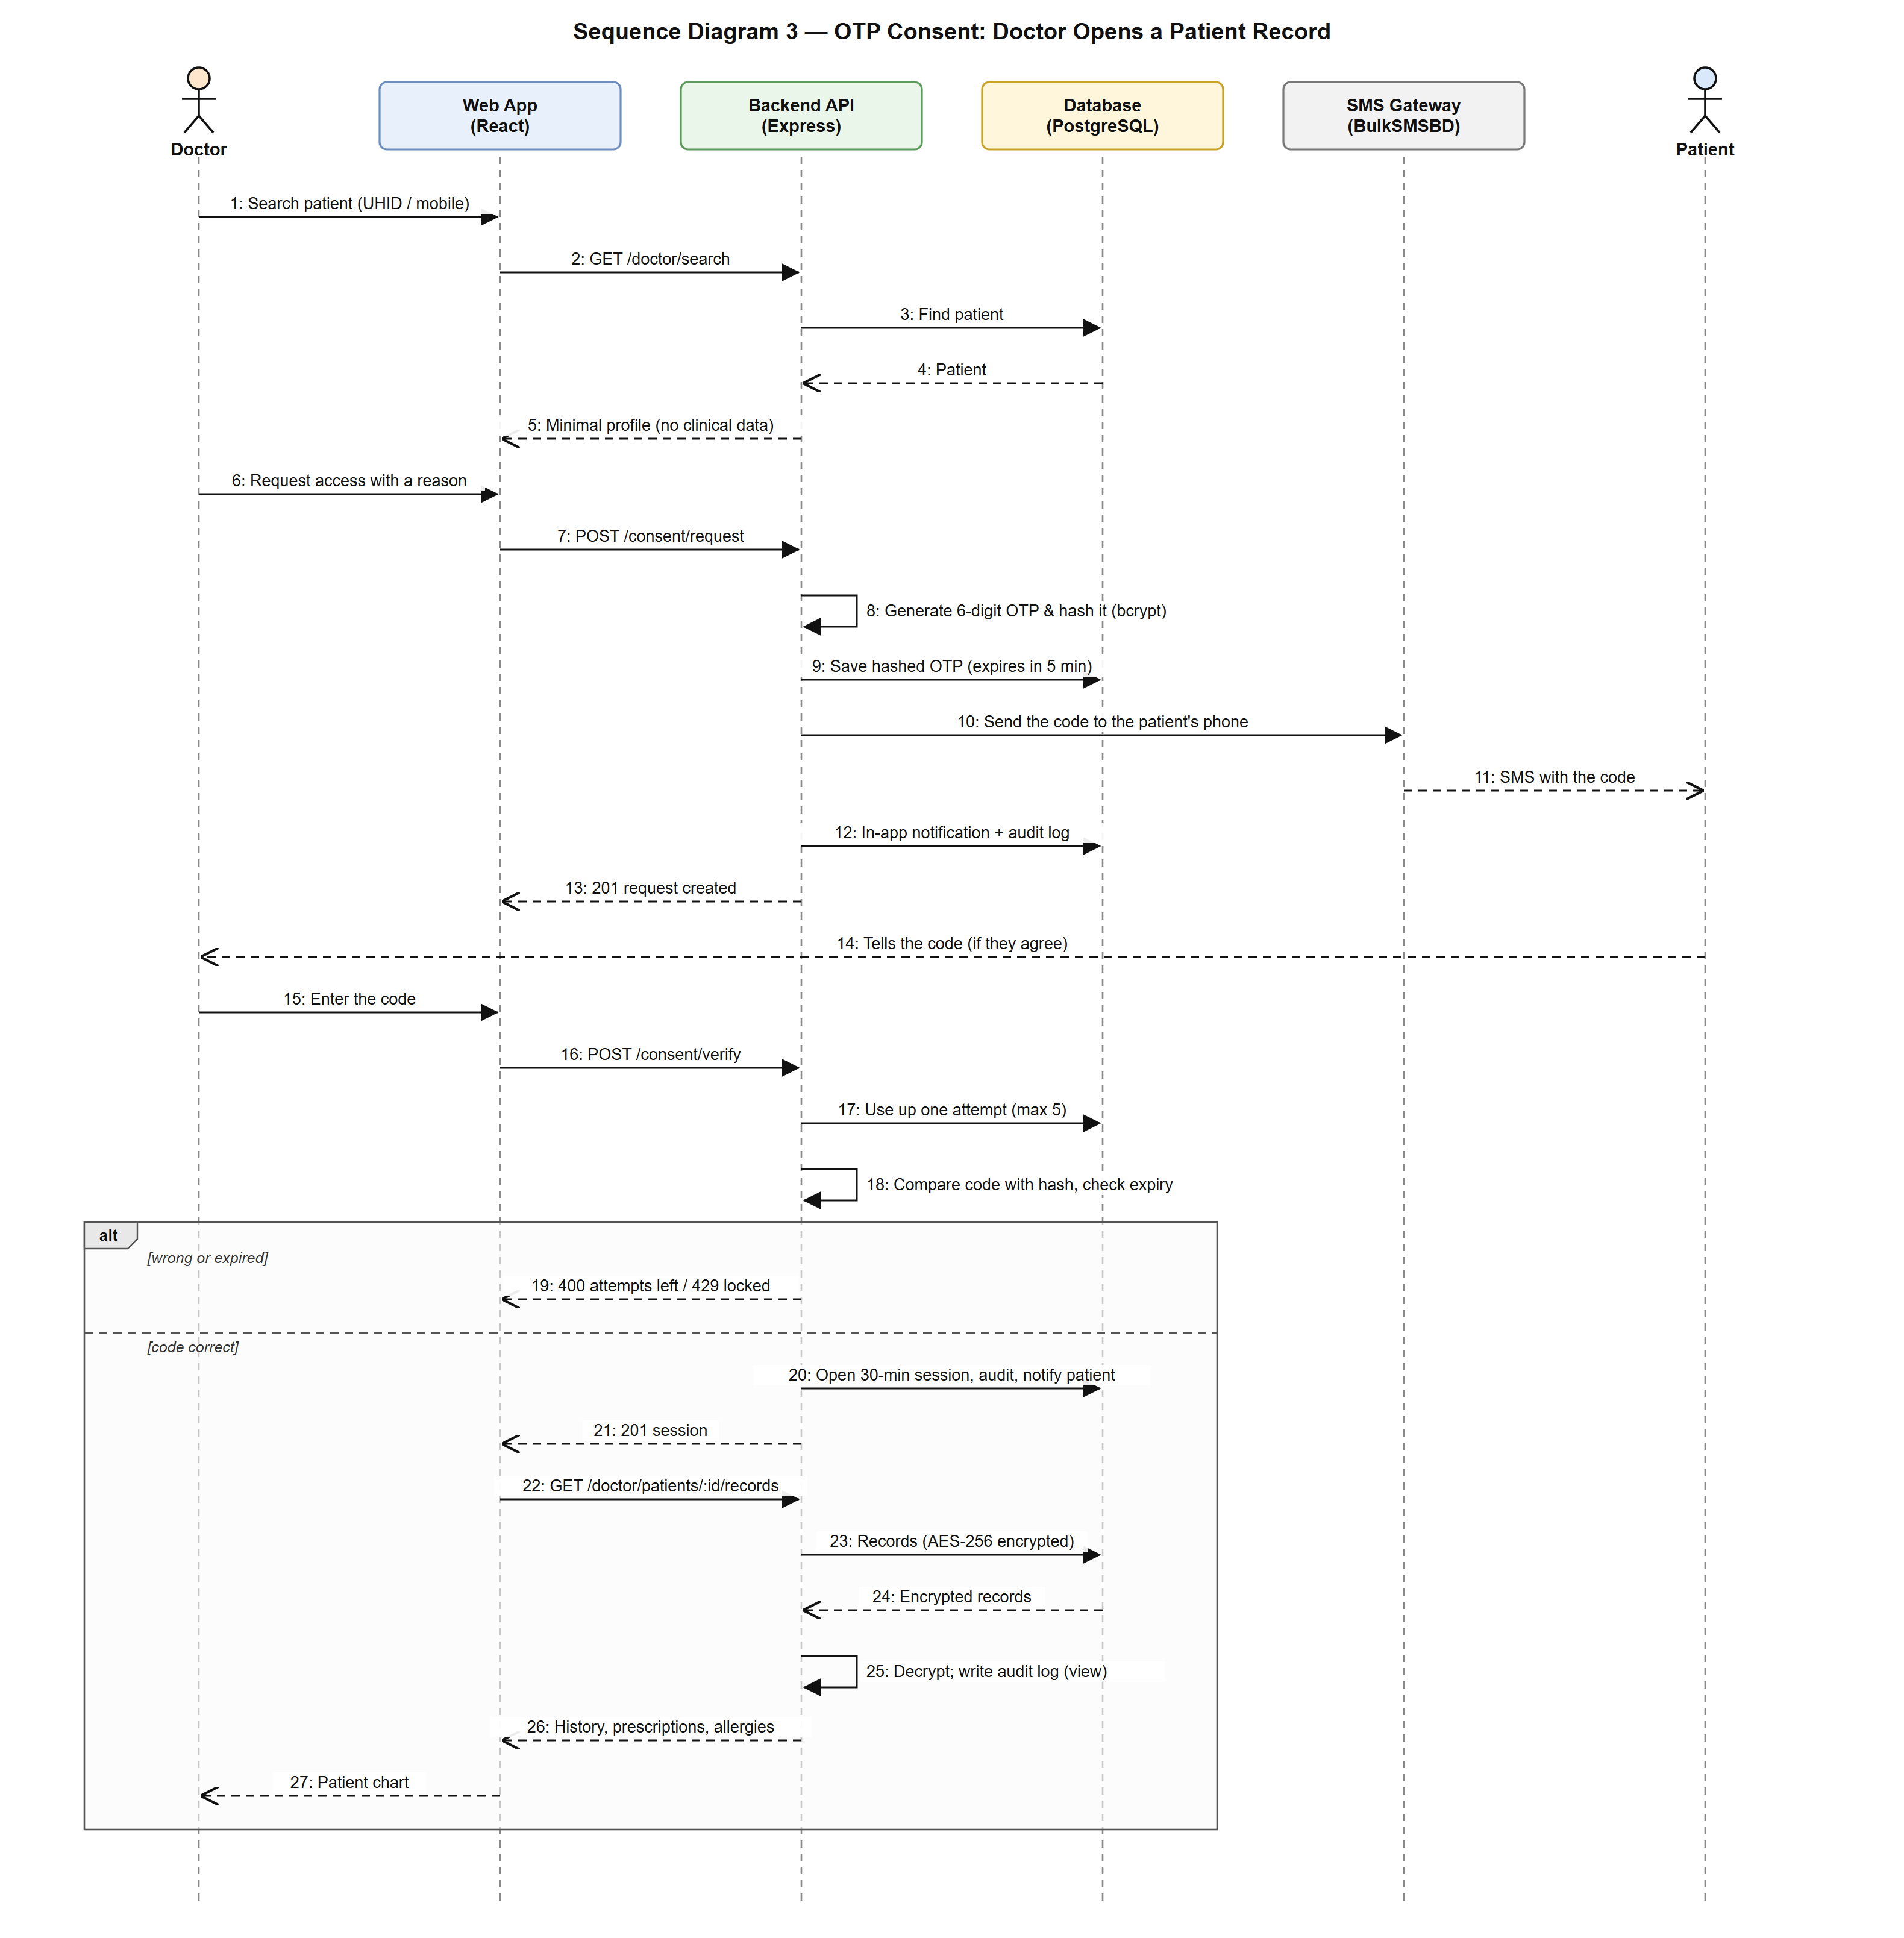 Sequence Diagram 3 — OTP Consent: Doctor Opens a Patient Record
Doctor
Web App
(React)
Backend API
(Express)
Database
(PostgreSQL)
SMS Gateway
(BulkSMSBD)
Patient
1: Search patient (UHID / mobile)
2: GET /doctor/search
3: Find patient
4: Patient
5: Minimal profile (no clinical data)
6: Request access with a reason
7: POST /consent/request
8: Generate 6-digit OTP & hash it (bcrypt)
9: Save hashed OTP (expires in 5 min)
10: Send the code to the patient's phone
11: SMS with the code
12: In-app notification + audit log
13: 201 request created
14: Tells the code (if they agree)
15: Enter the code
16: POST /consent/verify
17: Use up one attempt (max 5)
18: Compare code with hash, check expiry
alt
[wrong or expired]
19: 400 attempts left / 429 locked
[code correct]
20: Open 30-min session, audit, notify patient
21: 201 session
22: GET /doctor/patients/:id/records
23: Records (AES-256 encrypted)
24: Encrypted records
25: Decrypt; write audit log (view)
26: History, prescriptions, allergies
27: Patient chart